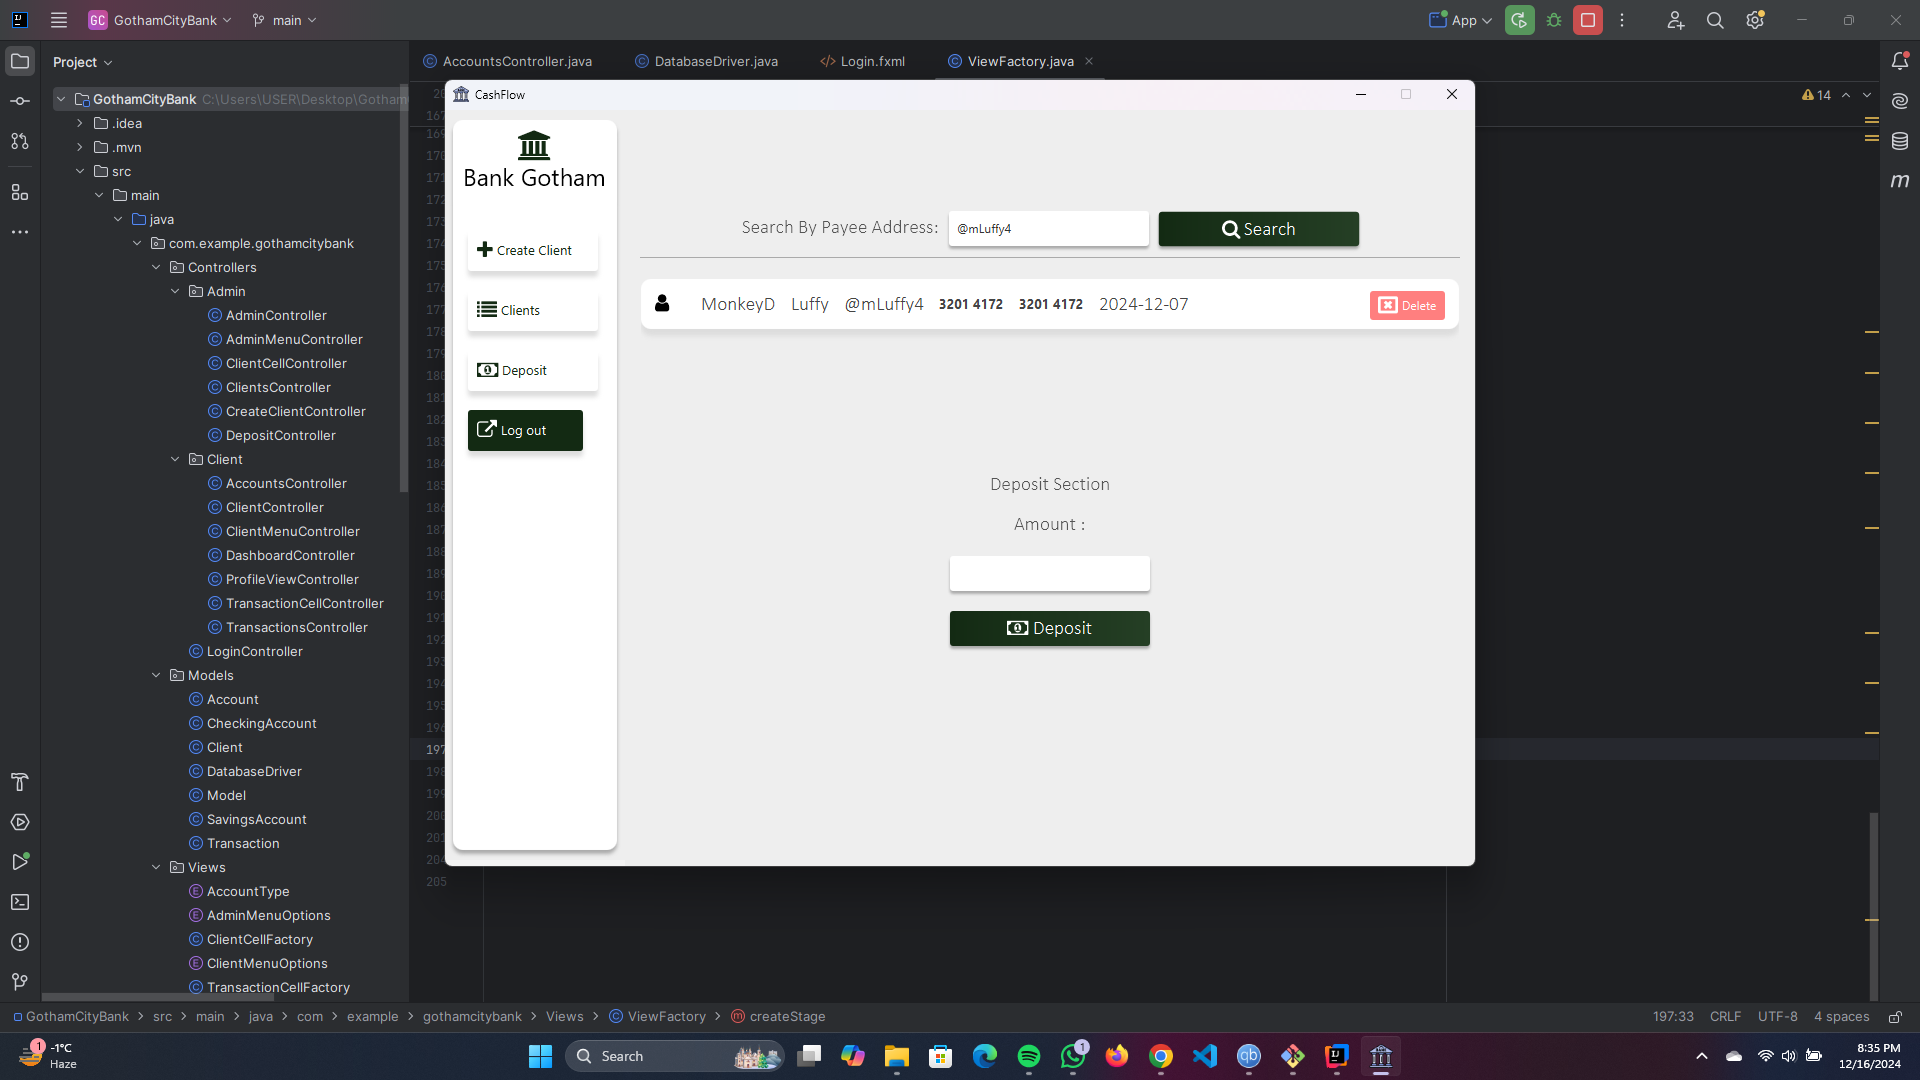 GC GothamCityBank main App
Project
AccountsController.java DatabaseDriver.java Login.fxml ViewFactory.java
GothamCityBank C:\Users\USER\Desktop\Gotham
.idea
.mvn
src
main
java
com.example.gothamcitybank
Controllers
Admin
AdminController
AdminMenuController
ClientCellController
ClientsController
CreateClientController
DepositController
Client
AccountsController
ClientController
ClientMenuController
DashboardController
ProfileViewController
TransactionCellController
TransactionsController
LoginController
Models
Account
CheckingAccount
Client
DatabaseDriver
Model
SavingsAccount
Transaction
Views
AccountType
AdminMenuOptions
ClientCellFactory
ClientMenuOptions
TransactionCellFactory
14
197
205
CashFlow
Bank Gotham
Create Client
Clients
Deposit
Log out
Search By Payee Address: @mLuffy4 Search
MonkeyD Luffy @mLuffy4 3201 4172 3201 4172 2024-12-07 Delete
Deposit Section
Amount :
Deposit
GothamCityBank > src > main > java > com > example > gothamcitybank > Views > ViewFactory > createStage
197:33 CRLF UTF-8 4 spaces
1 -1°C
Haze
Search
1
8:35 PM
12/16/2024